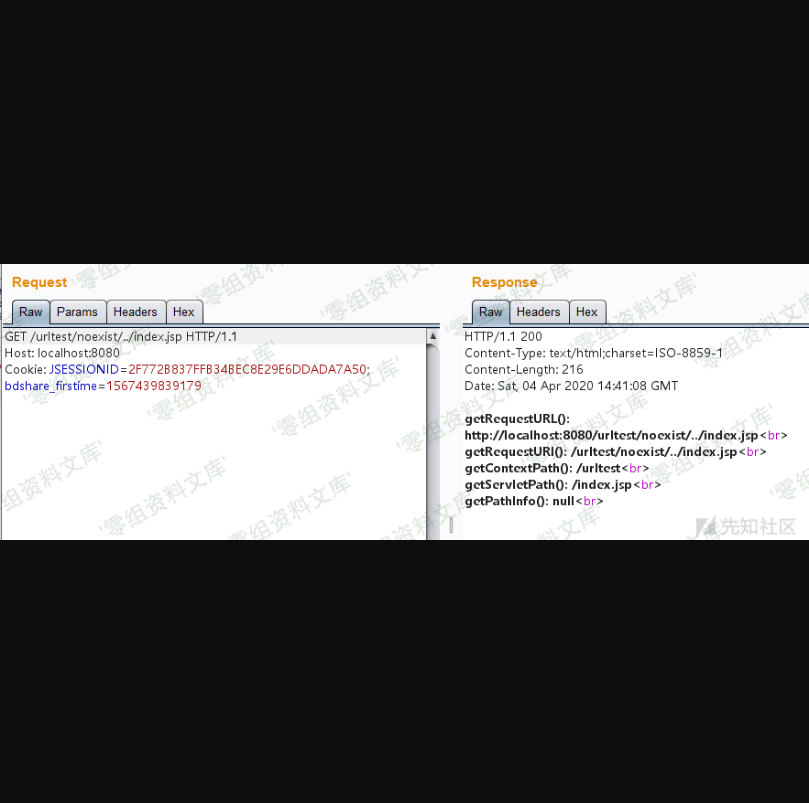 Request
Raw Params Headers Hex
GET /urltest/noexist/../index.jsp HTTP/1.1
Host: localhost:8080
Cookie: JSESSIONID=2F772B837FFB34BEC8E29E6DDADA7A50;
bdshare_firstime=1567439839179
Response
Raw Headers Hex
HTTP/1.1 200
Content-Type: text/html;charset=ISO-8859-1
Content-Length: 216
Date: Sat, 04 Apr 2020 14:41:08 GMT
getRequestURL():
http://localhost:8080/urltest/noexist/../index.jsp<br>
getRequestURI(): /urltest/noexist/../index.jsp<br>
getContextPath(): /urltest<br>
getServletPath(): /index.jsp<br>
getPathInfo(): null<br>
零组资料文库
先知社区